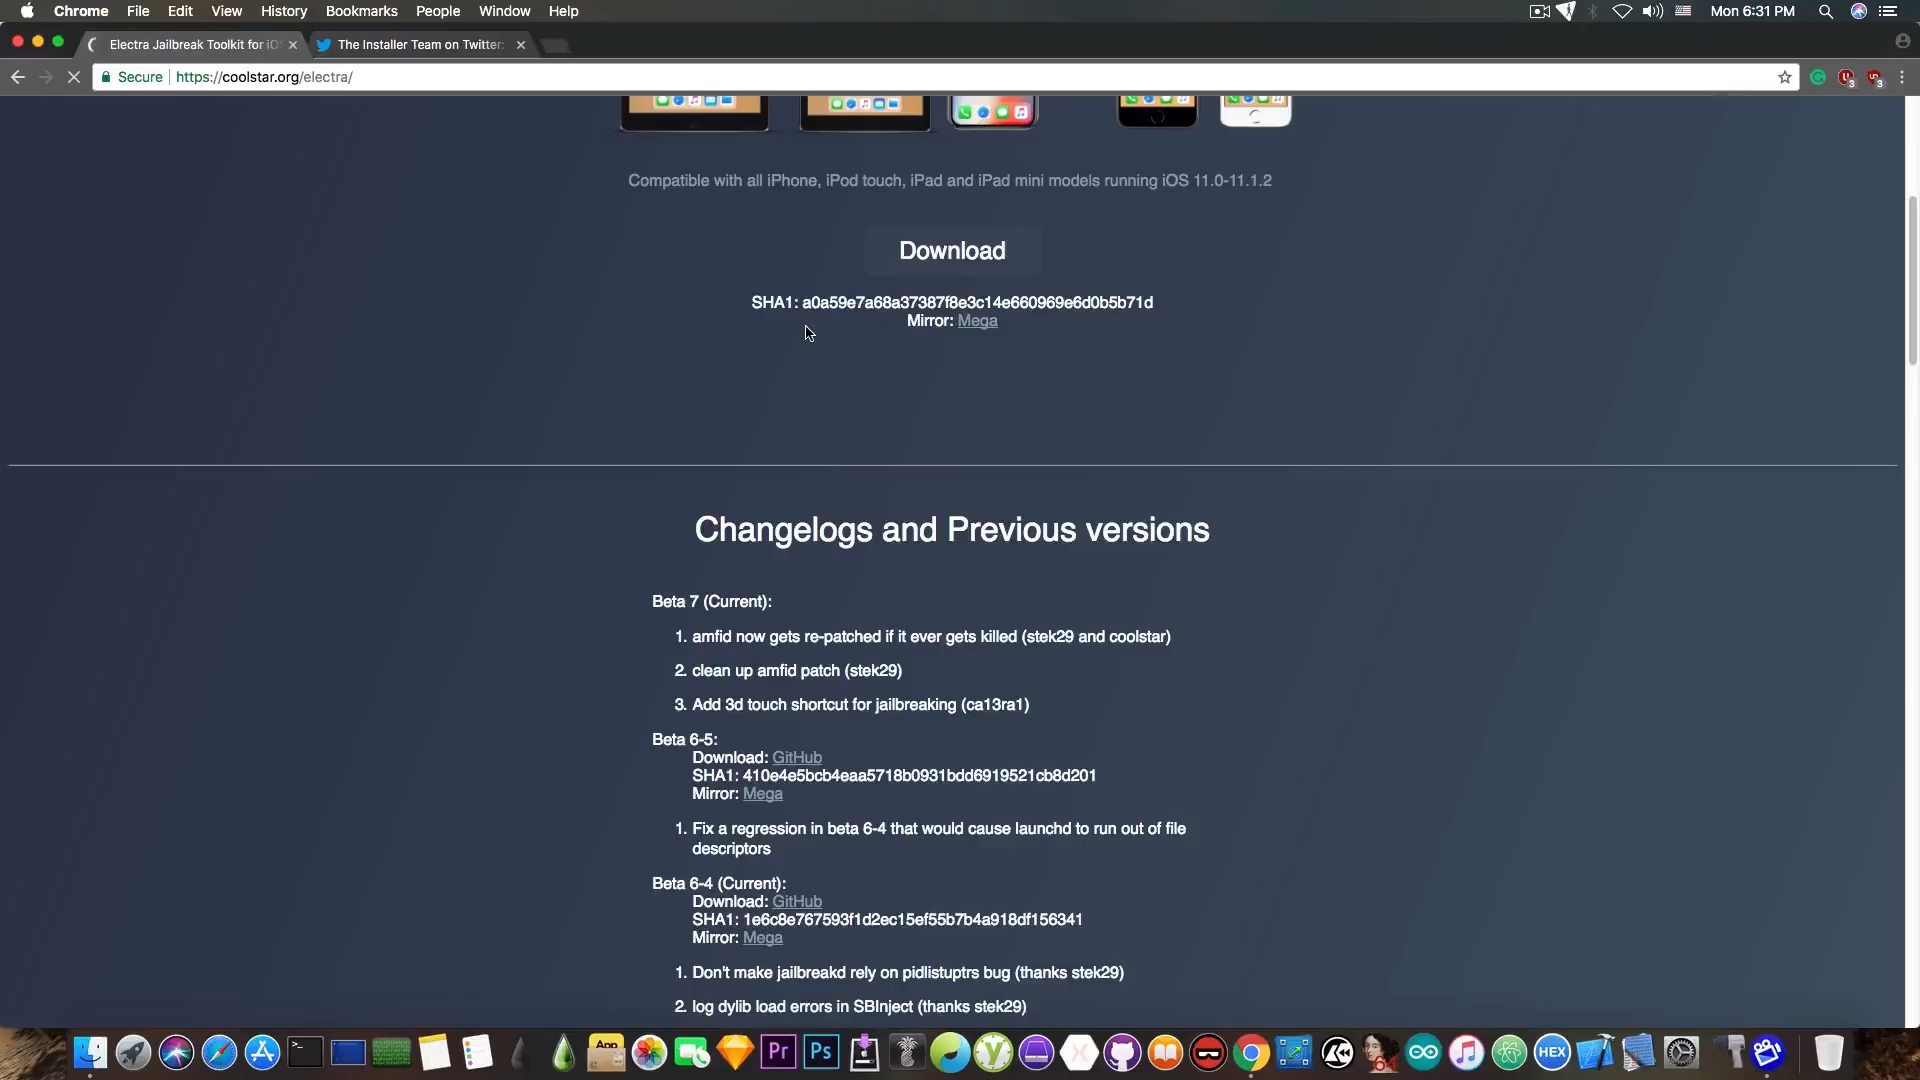 Chrome File Edit View History Bookmarks People Window Help Mon 6:31 PM
Electra Jailbreak Toolkit for iOS The Installer Team on Twitter:
Secure https://coolstar.org/electra/
Compatible with all iPhone, iPod touch, iPad and iPad mini models running iOS 11.0-11.1.2
Download
SHA1: a0a59e7a68a37387f8e3c14e660969e6d0b5b71d
Mirror: Mega
Changelogs and Previous versions
Beta 7 (Current):
1. amfid now gets re-patched if it ever gets killed (stek29 and coolstar)
2. clean up amfid patch (stek29)
3. Add 3d touch shortcut for jailbreaking (ca13ra1)
Beta 6-5:
Download: GitHub
SHA1: 410e4e5bcb4eaa5718b0931bdd6919521cb8d201
Mirror: Mega
1. Fix a regression in beta 6-4 that would cause launchd to run out of file
descriptors
Beta 6-4 (Current):
Download: GitHub
SHA1: 1e6c8e767593f1d2ec15ef55b7b4a918df156341
Mirror: Mega
1. Don't make jailbreakd rely on pidlistuptrs bug (thanks stek29)
2. log dylib load errors in SBInject (thanks stek29)
App Pr Ps 64 HEX